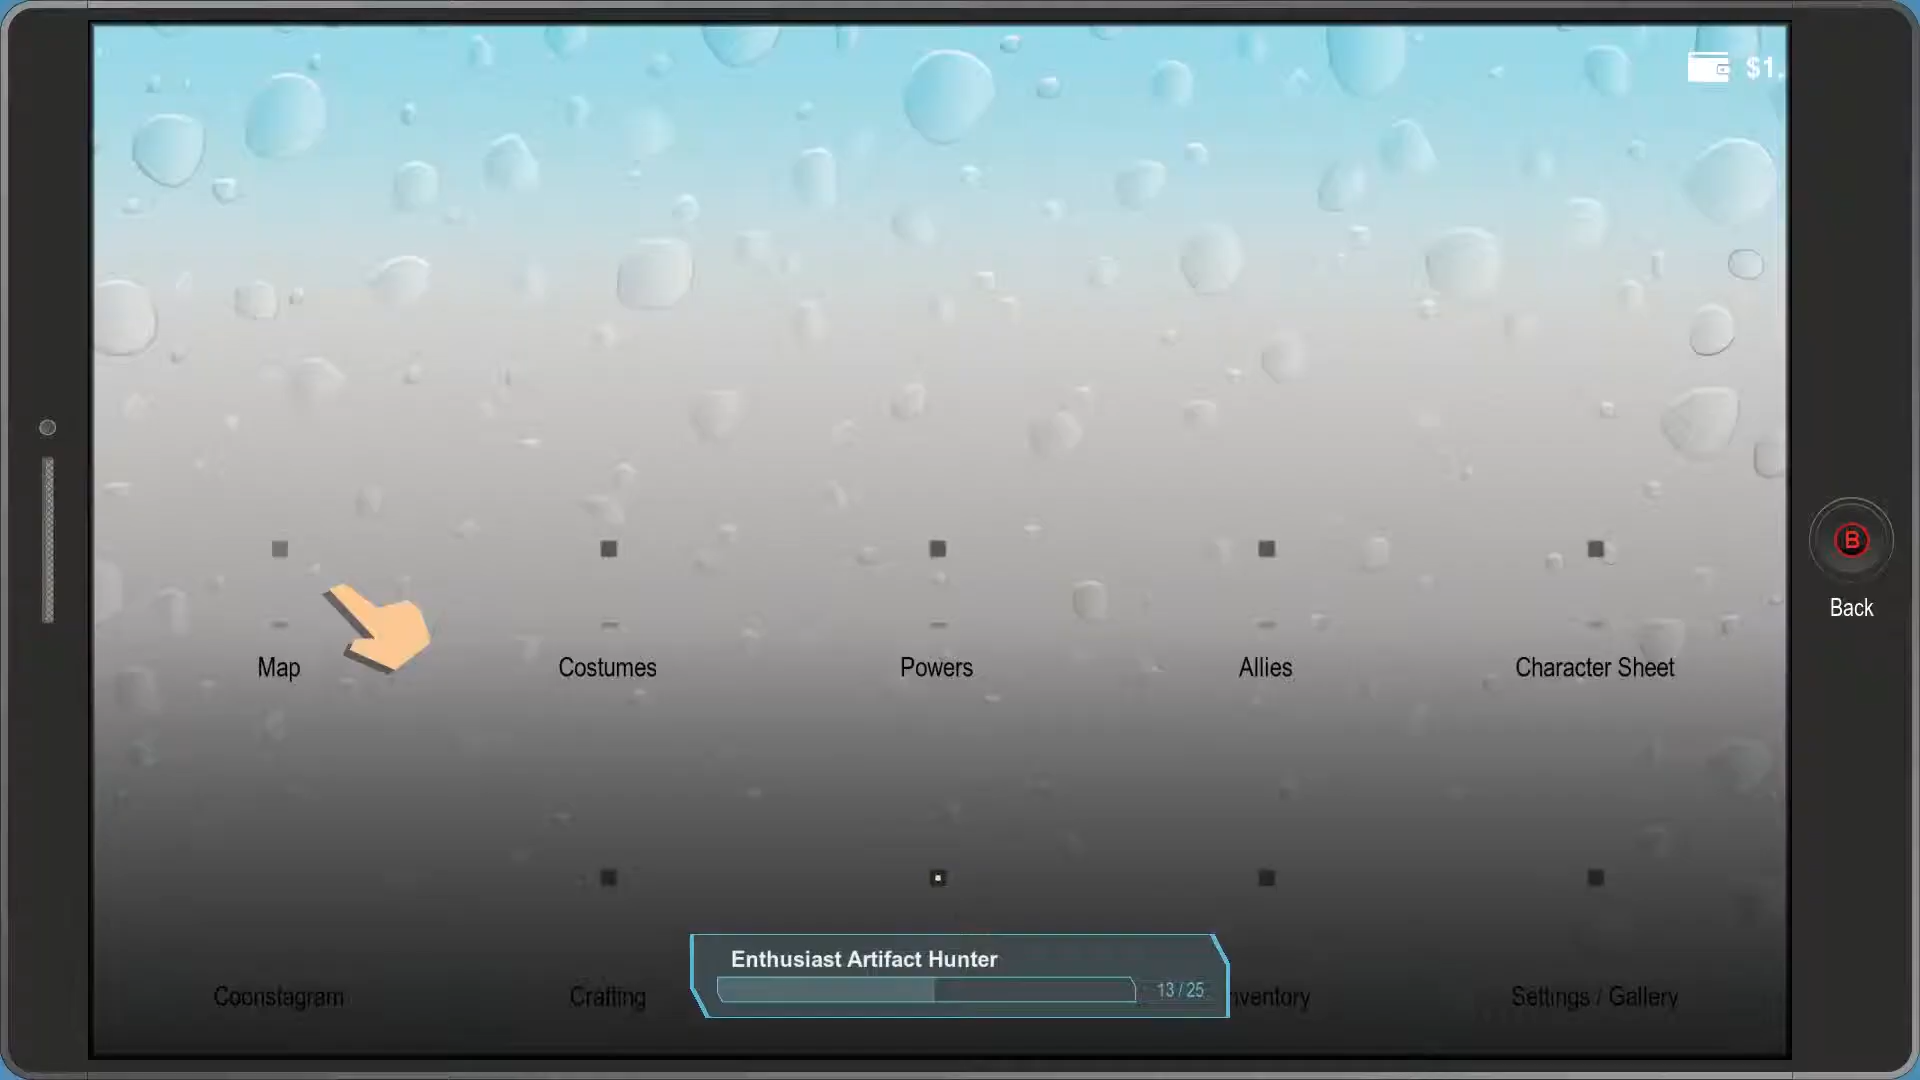 $1.
B
Back
Map
Costumes
Powers
Allies
Character Sheet
Enthusiast Artifact Hunter
13 / 25
Coonstagram
Crafting
nventory
Settings / Gallery